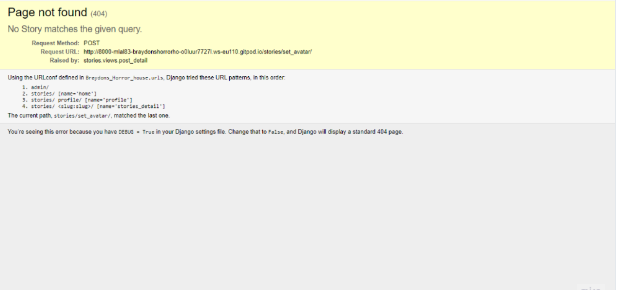 Page not found (404)
No Story matches the given query.
Request Method: POST
Request URL: http://8000-mial83-braydonshorrorho-o0iuur7727l.ws-eu110.gitpod.io/stories/set_avatar/
Raised by: stories.views.post_detail
Using the URLconf defined in Braydons_Horror_house.urls, Django tried these URL patterns, in this order:
1. admin/
2. stories/ [name='home']
3. stories/ profile/ [name='profile']
4. stories/ <slug:slug>/ [name='stories_detail']
The current path, stories/set_avatar/, matched the last one.
You're seeing this error because you have DEBUG = True in your Django settings file. Change that to False, and Django will display a standard 404 page.